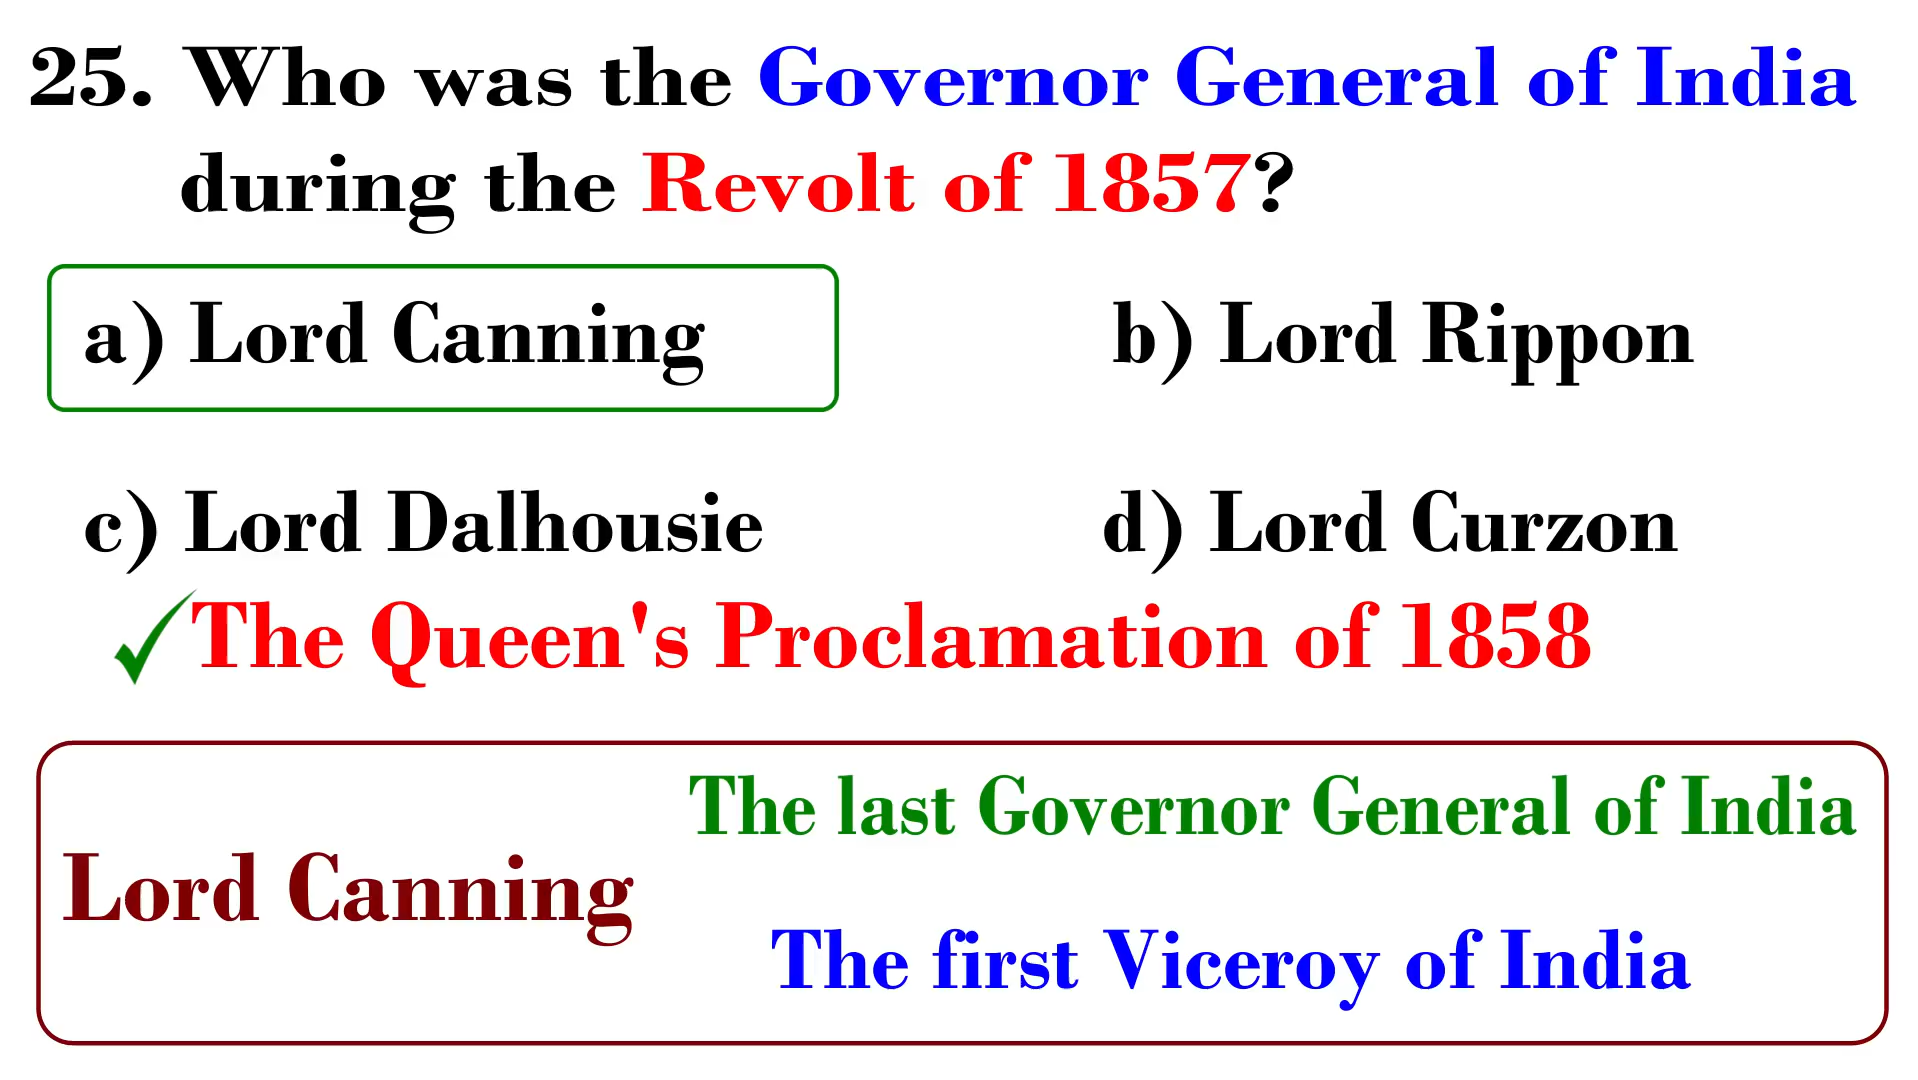 25. Who was the Governor General of India
during the Revolt of 1857?
a) Lord Canning
b) Lord Rippon
c) Lord Dalhousie
d) Lord Curzon
The Queen's Proclamation of 1858
Lord Canning
The last Governor General of India
The first Viceroy of India